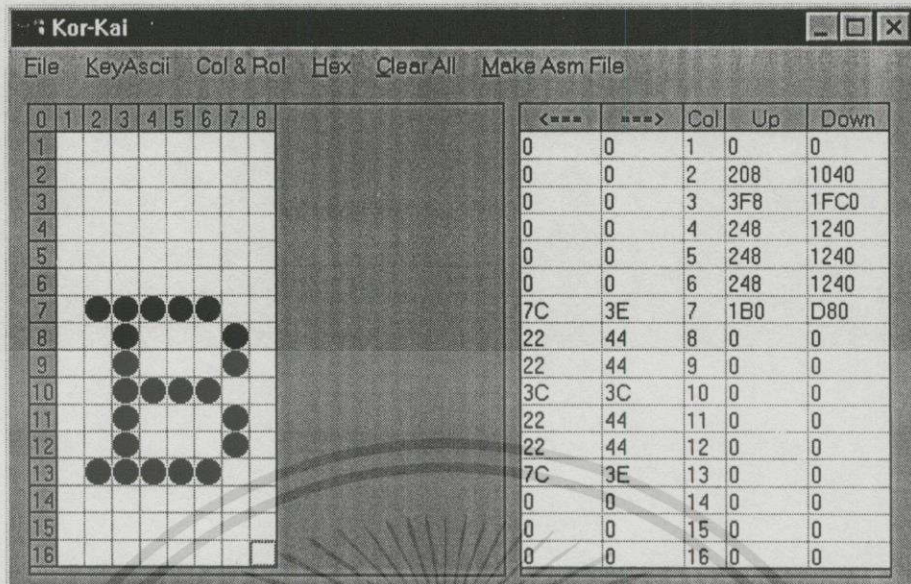 Kor-Kai
File KeyAscii Col & Rol Hex Clear All Make Asm File
0 1 2 3 4 5 6 7 8 <=== ===> Col Up Down
1 0 0 1 0 0
2 0 0 2 208 1040
3 0 0 3 3F8 1FC0
4 0 0 4 248 1240
5 0 0 5 248 1240
6 0 0 6 248 1240
7 7C 3E 7 1B0 D80
8 22 44 8 0 0
9 22 44 9 0 0
10 3C 3C 10 0 0
11 22 44 11 0 0
12 22 44 12 0 0
13 7C 3E 13 0 0
14 0 0 14 0 0
15 0 0 15 0 0
16 0 0 16 0 0